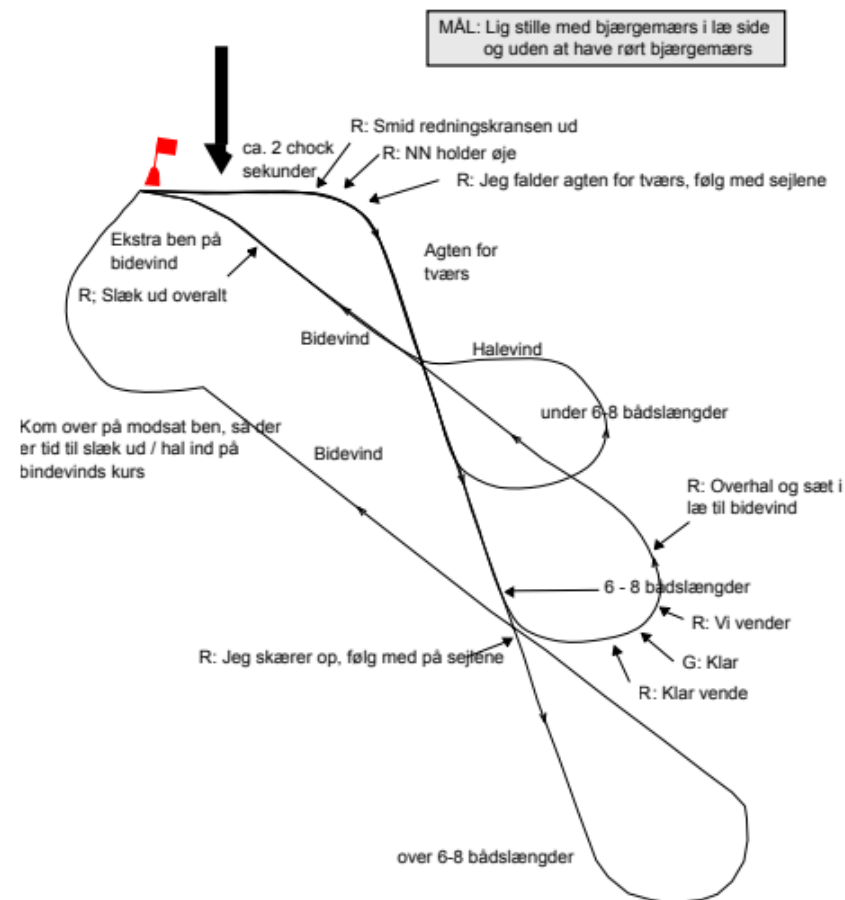 MÅL: Lig stille med bjærgemærs i læ side
og uden at have rørt bjærgemærs
R: Smid redningskransen ud
ca. 2 chock
sekunder
R: NN holder øje
R: Jeg falder agten for tværs, følg med sejlene
Ekstra ben på
bidevind
Agten for
tværs
R; Slæk ud overalt
Bidevind
Halevind
under 6-8 bådslængder
Kom over på modsat ben, så der
er tid til slæk ud / hal ind på
bindevinds kurs
Bidevind
R: Overhal og sæt i
læ til bidevind
6 - 8 bådslængder
R: Vi vender
R: Jeg skærer op, følg med på sejlene
G: Klar
R: Klar vende
over 6-8 bådslængder